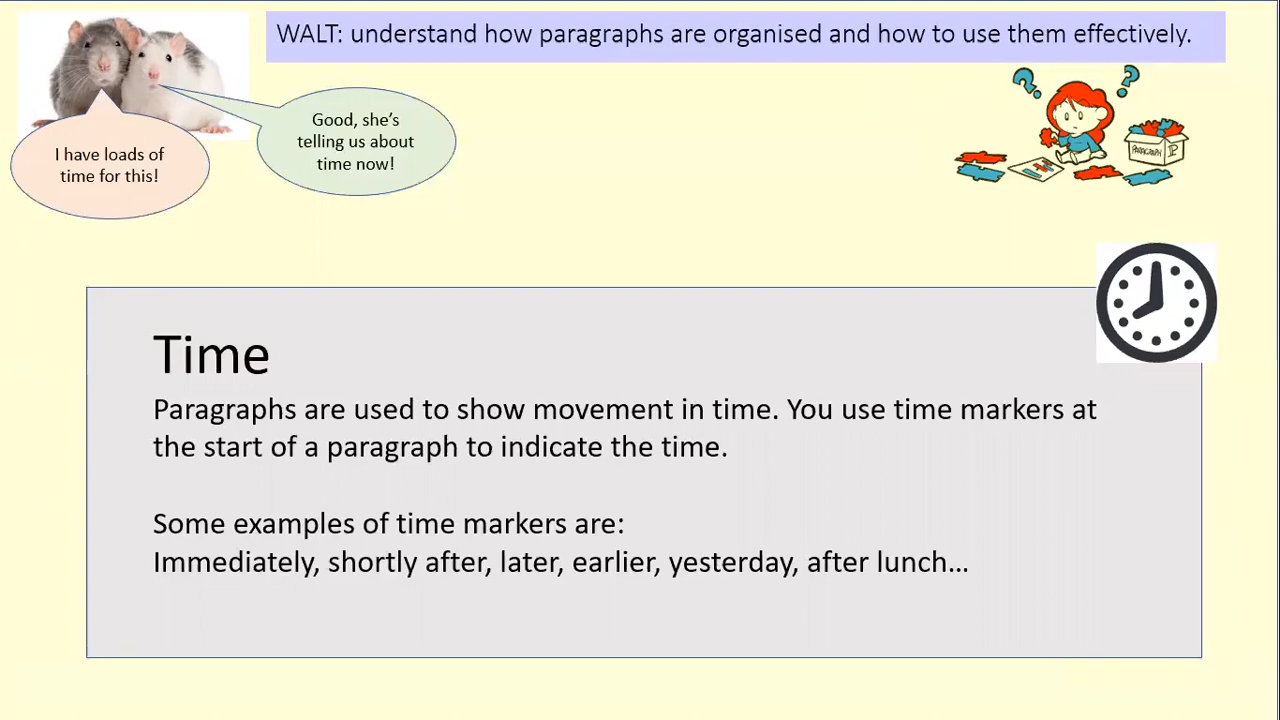 WALT: understand how paragraphs are organised and how to use them effectively.
Good, she's
telling us about
time now!
I have loads of
time for this!
PARAGRAPH
Time
Paragraphs are used to show movement in time. You use time markers at
the start of a paragraph to indicate the time.
Some examples of time markers are:
Immediately, shortly after, later, earlier, yesterday, after lunch…